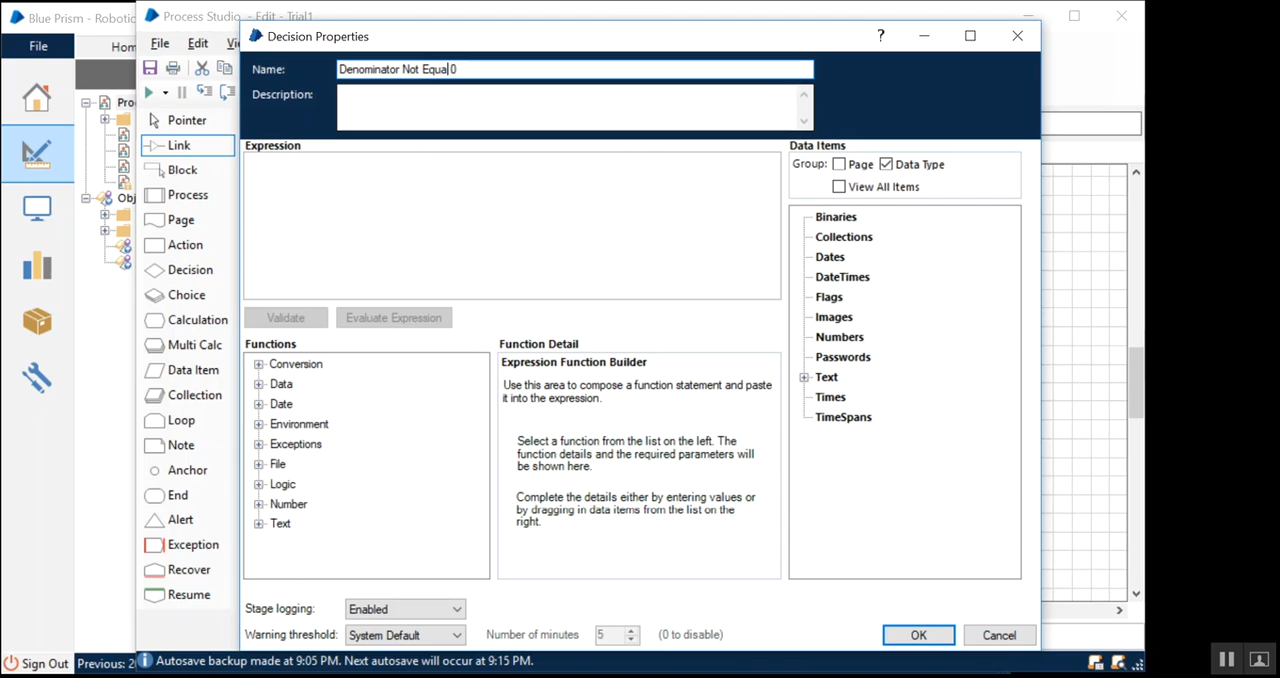 Blue Prism - Robotic
Process Studio - Edit - Trial1
Decision Properties
?
File
Hom
File Edit Vi
Name:
Denominator Not Equa 0
Description:
Expression
Data Items
Group: Page Data Type
View All Items
Pro
Obj
Pointer
Link
Block
Process
Page
Action
Decision
Choice
Calculation
Multi Calc
Data Item
Collection
Loop
Note
Anchor
End
Alert
Exception
Recover
Resume
Validate
Evaluate Expression
Functions
Conversion
Data
Date
Environment
Exceptions
File
Logic
Number
Text
Function Detail
Expression Function Builder
Use this area to compose a function statement and paste
it into the expression.
Select a function from the list on the left. The
function details and the required parameters will
be shown here.
Complete the details either by entering values or
by dragging in data items from the list on the
right.
Binaries
Collections
Dates
DateTimes
Flags
Images
Numbers
Passwords
Text
Times
TimeSpans
Stage logging: Enabled
Warning threshold: System Default Number of minutes 5 (0 to disable)
OK Cancel
Sign Out Previous: 2
Autosave backup made at 9:05 PM. Next autosave will occur at 9:15 PM.